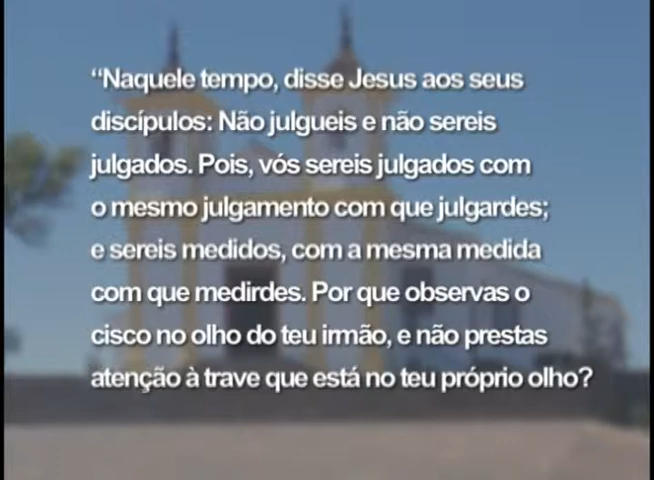 “Naquele tempo, disse Jesus aos seus
discípulos: Não julgueis e não sereis
julgados. Pois, vós sereis julgados com
o mesmo julgamento com que julgardes;
e sereis medidos, com a mesma medida
com que medirdes. Por que observas o
cisco no olho do teu irmão, e não prestas
atenção à trave que está no teu próprio olho?